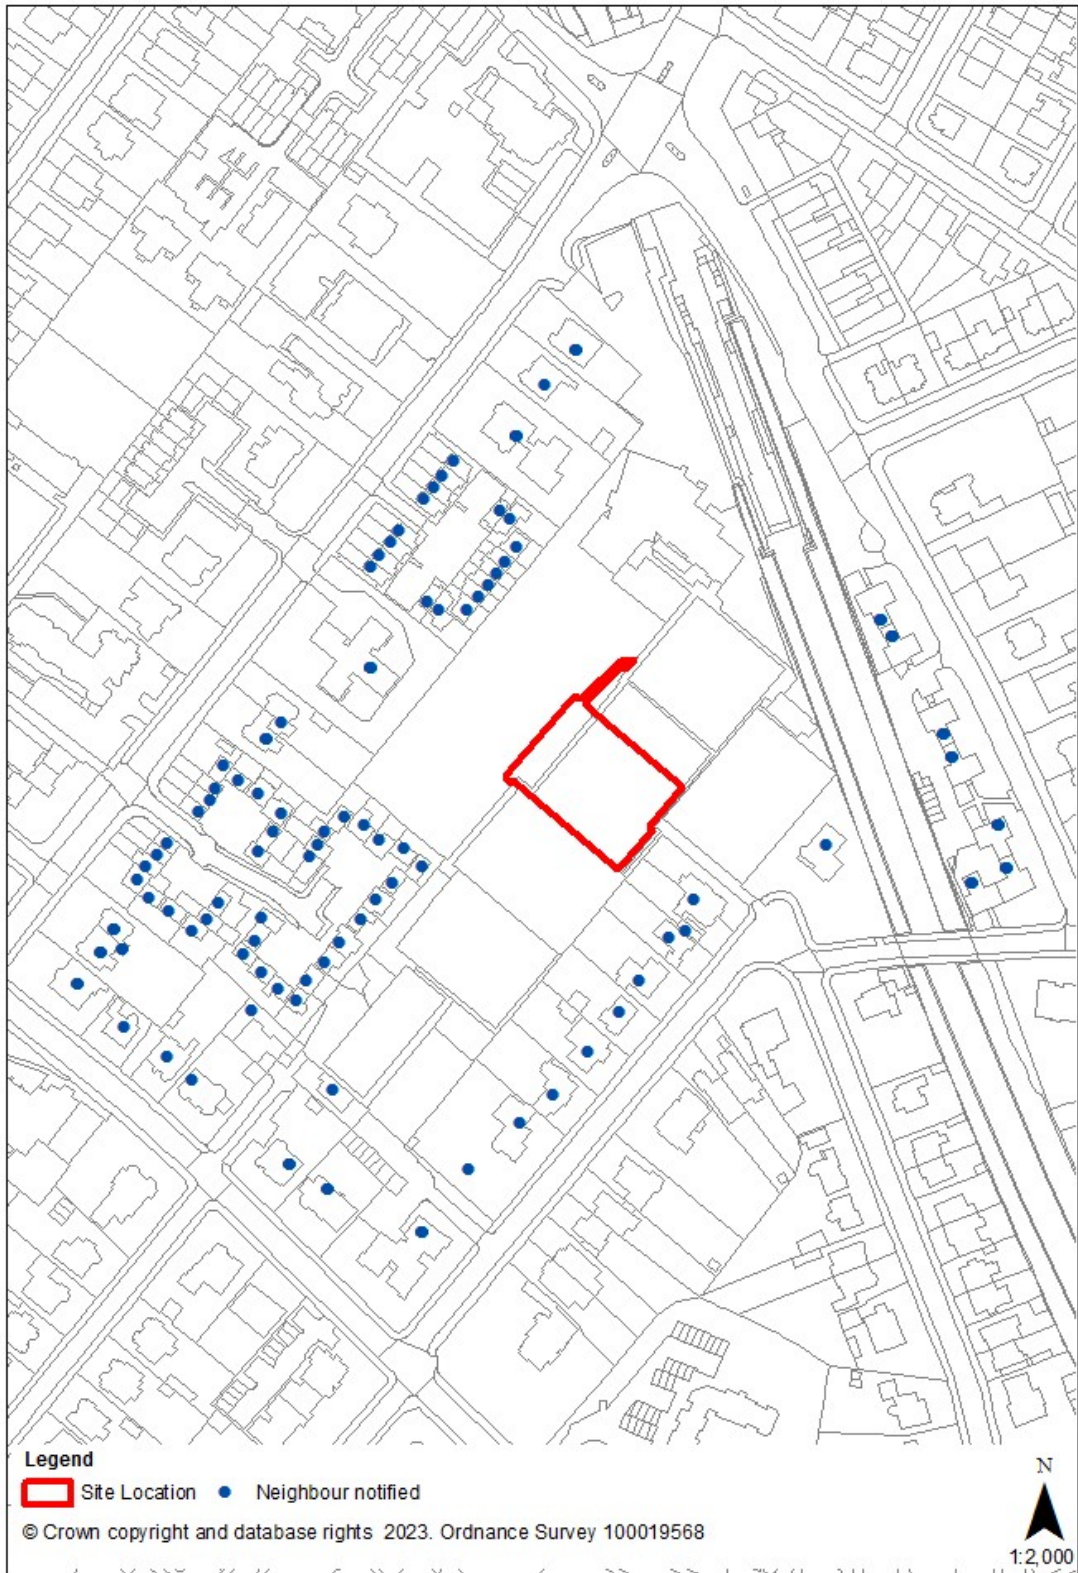 Legend
Site Location
Neighbour notified
© Crown copyright and database rights 2023. Ordnance Survey 100019568
N
1:2,000